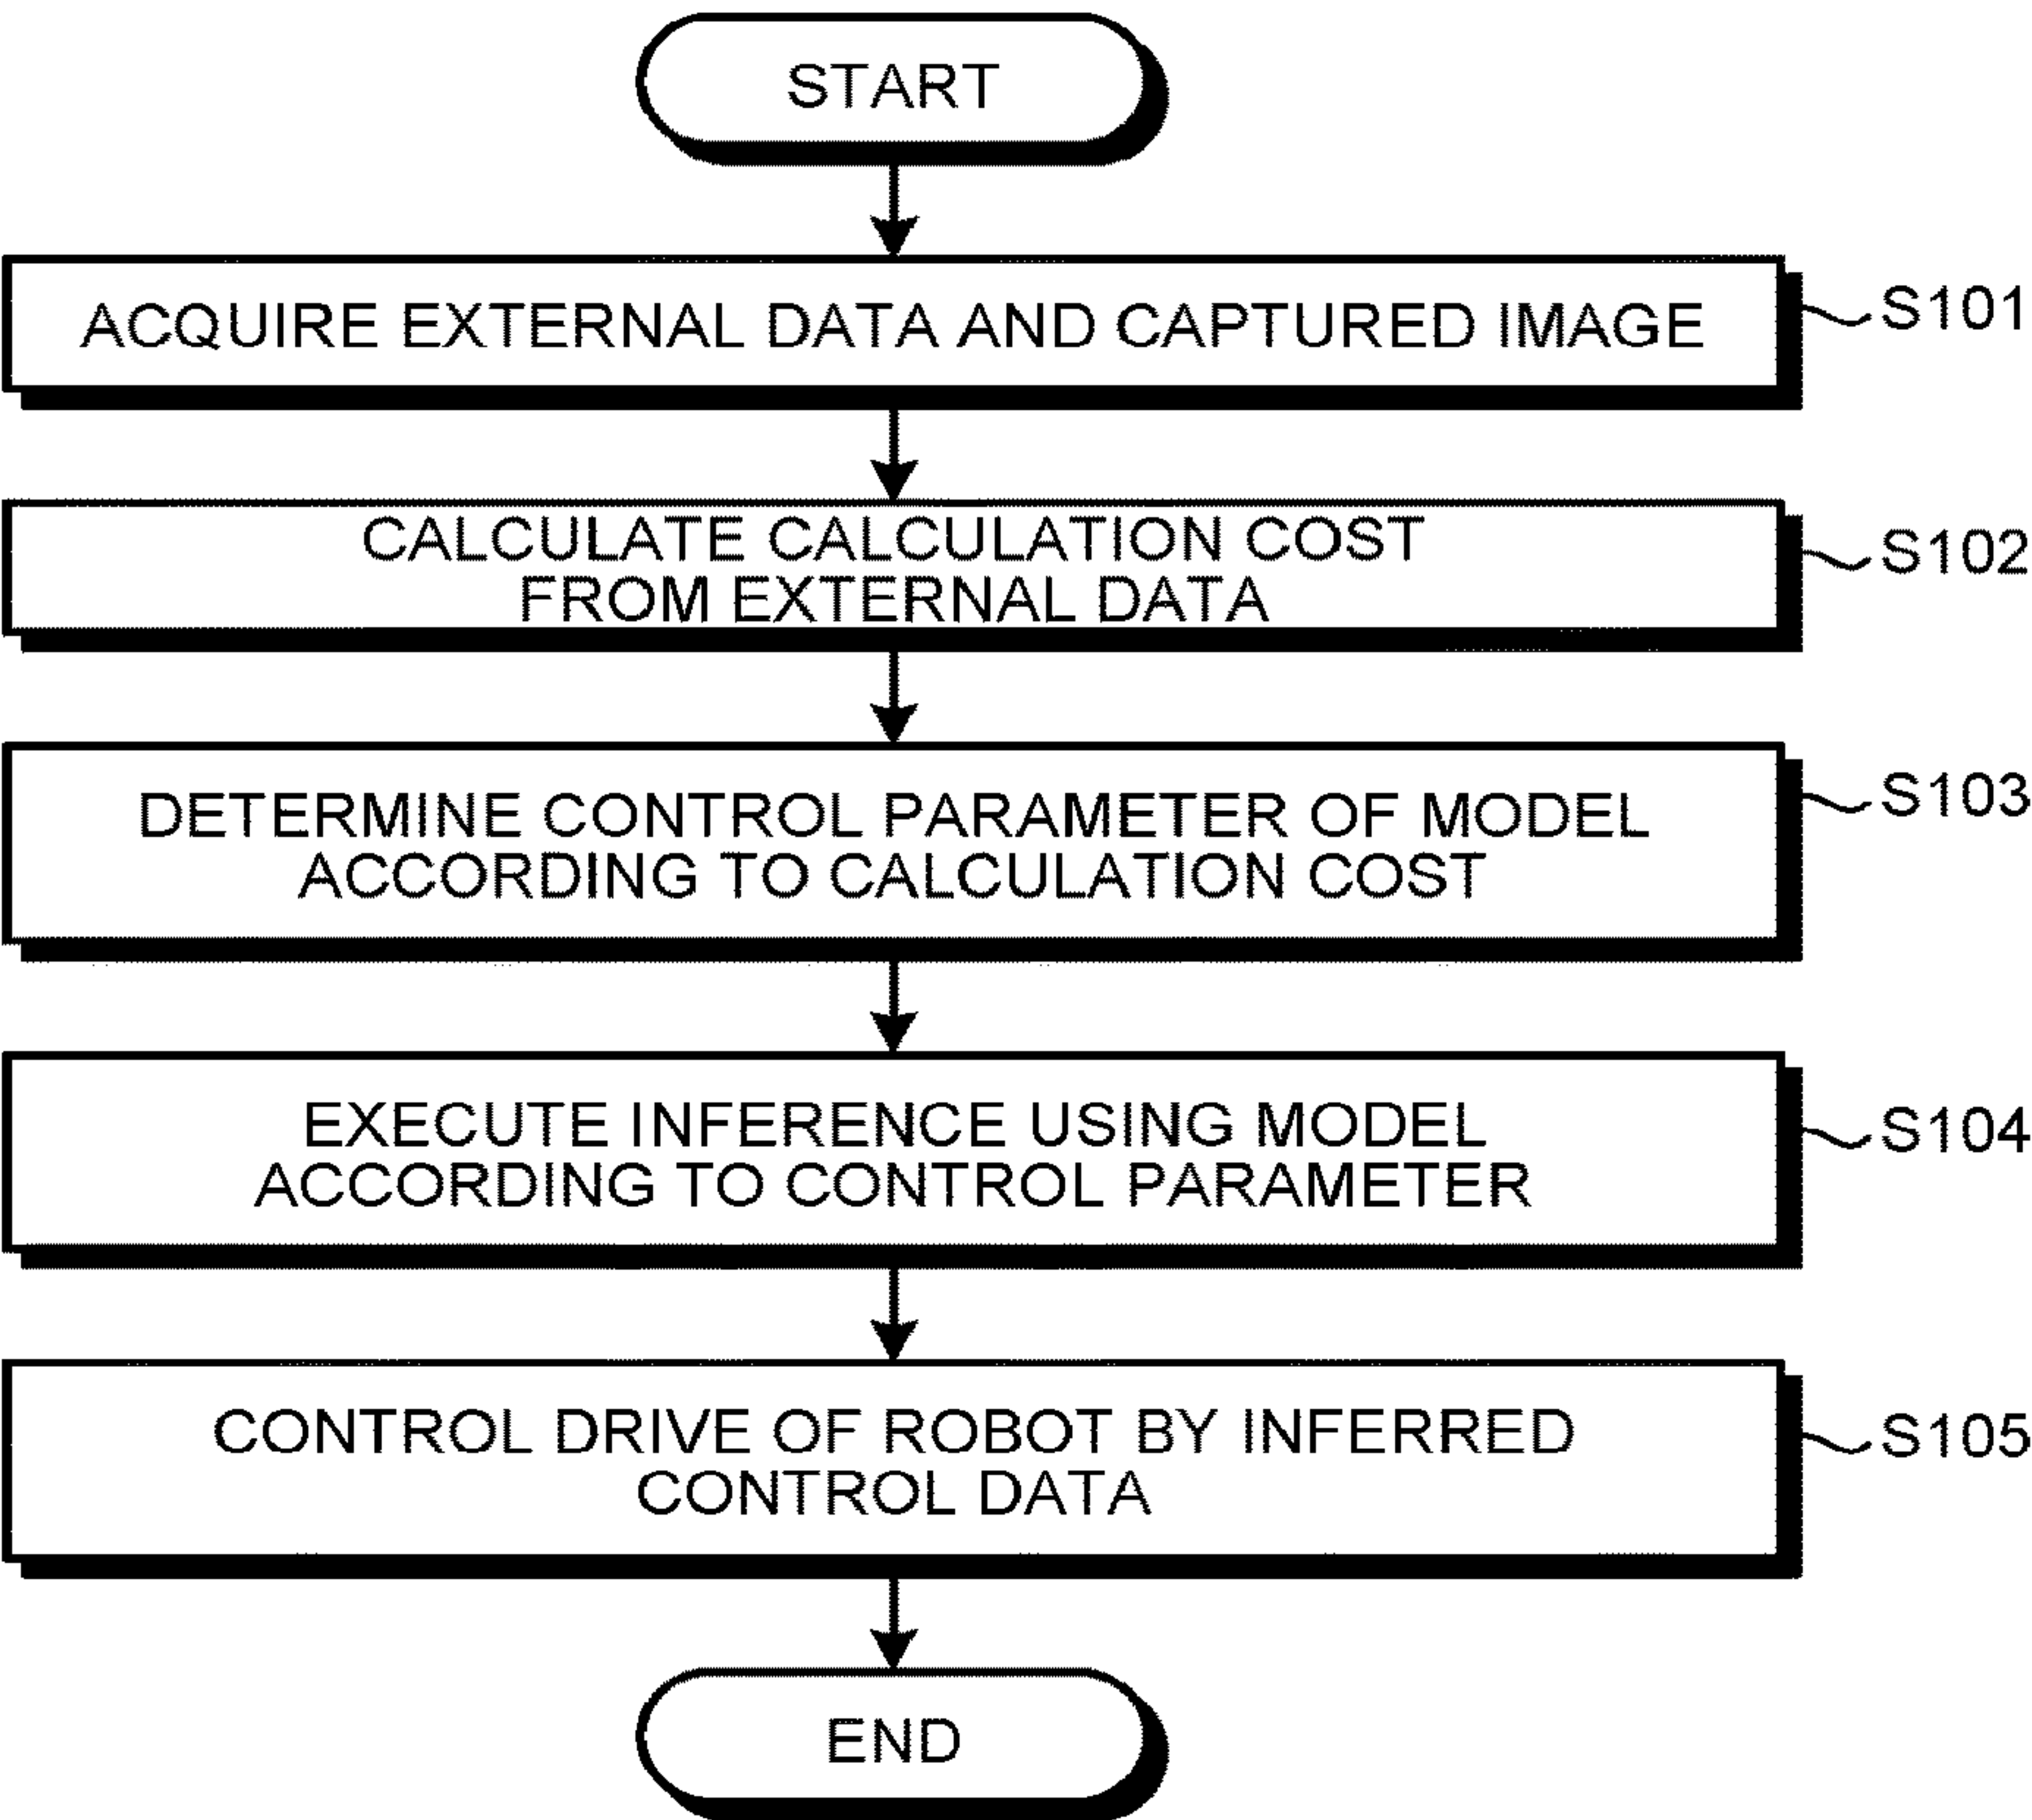 START
ACQUIRE EXTERNAL DATA AND CAPTURED IMAGE
S101
CALCULATE CALCULATION COST
FROM EXTERNAL DATA
S102
DETERMINE CONTROL PARAMETER OF MODEL
ACCORDING TO CALCULATION COST
S103
EXECUTE INFERENCE USING MODEL
ACCORDING TO CONTROL PARAMETER
S104
CONTROL DRIVE OF ROBOT BY INFERRED
CONTROL DATA
S105
END